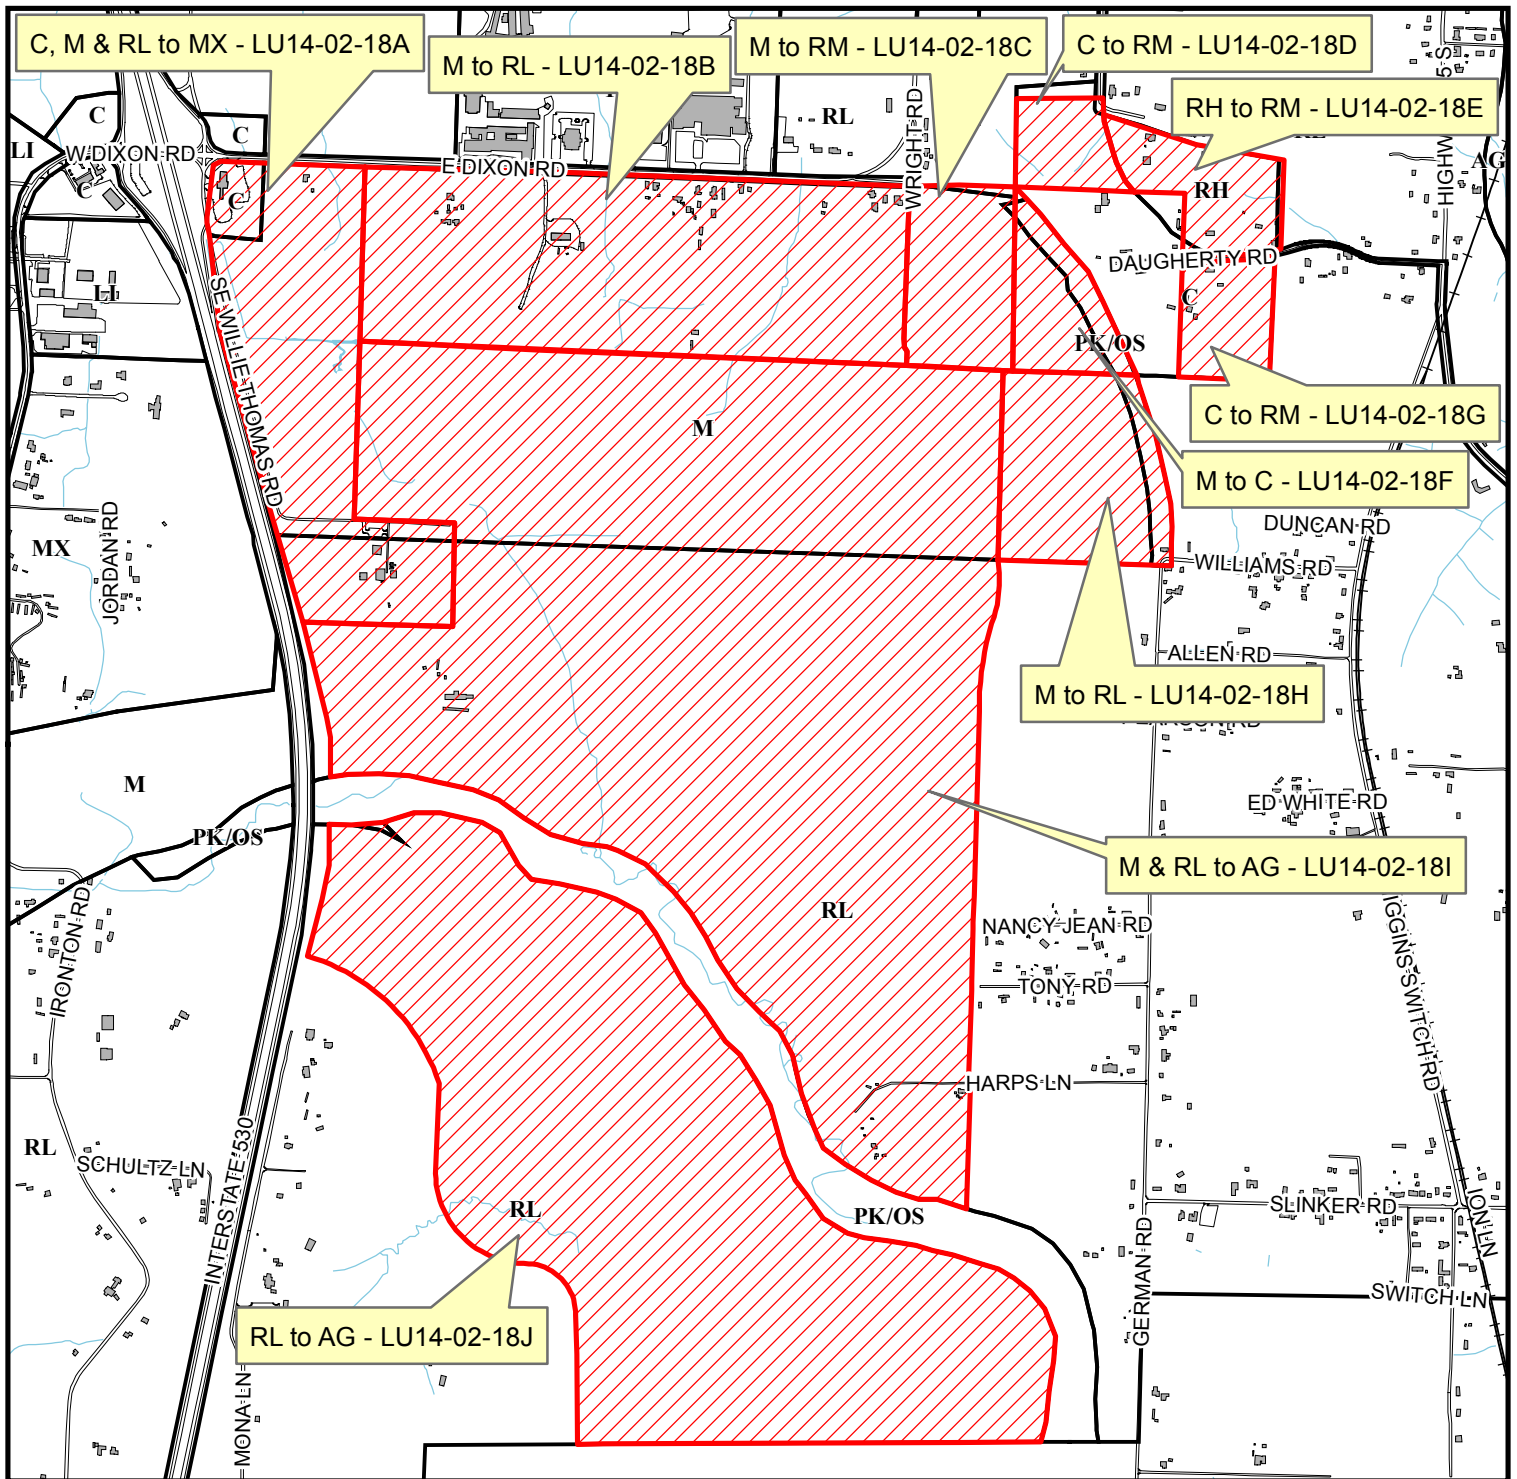 C, M & RL to MX - LU14-02-18A
M to RL - LU14-02-18B
M to RM - LU14-02-18C
C to RM - LU14-02-18D
RH to RM - LU14-02-18E
C
C
LI
W DIXON RD
C
C
E DIXON RD
RL
WRIGHT RD
RH
AG
DAUGHERTY RD
C
LI
SE WILLIE THOMAS RD
PK/OS
C to RM - LU14-02-18G
M
M to C - LU14-02-18F
DUNCAN RD
MX
JORDAN RD
WILLIAMS RD
ALLEN RD
M to RL - LU14-02-18H
M
PK/OS
ED WHITE RD
M & RL to AG - LU14-02-18I
IRONTON RD
RL
NANCY JEAN RD
TONY RD
IGGINS SWITCH RD
HARPS LN
RL
SCHULTZ LN
INTERSTATE 530
RL
PK/OS
SLINKER RD
ION LN
GERMAN RD
SWITCH LN
RL to AG - LU14-02-18J
MONA LN